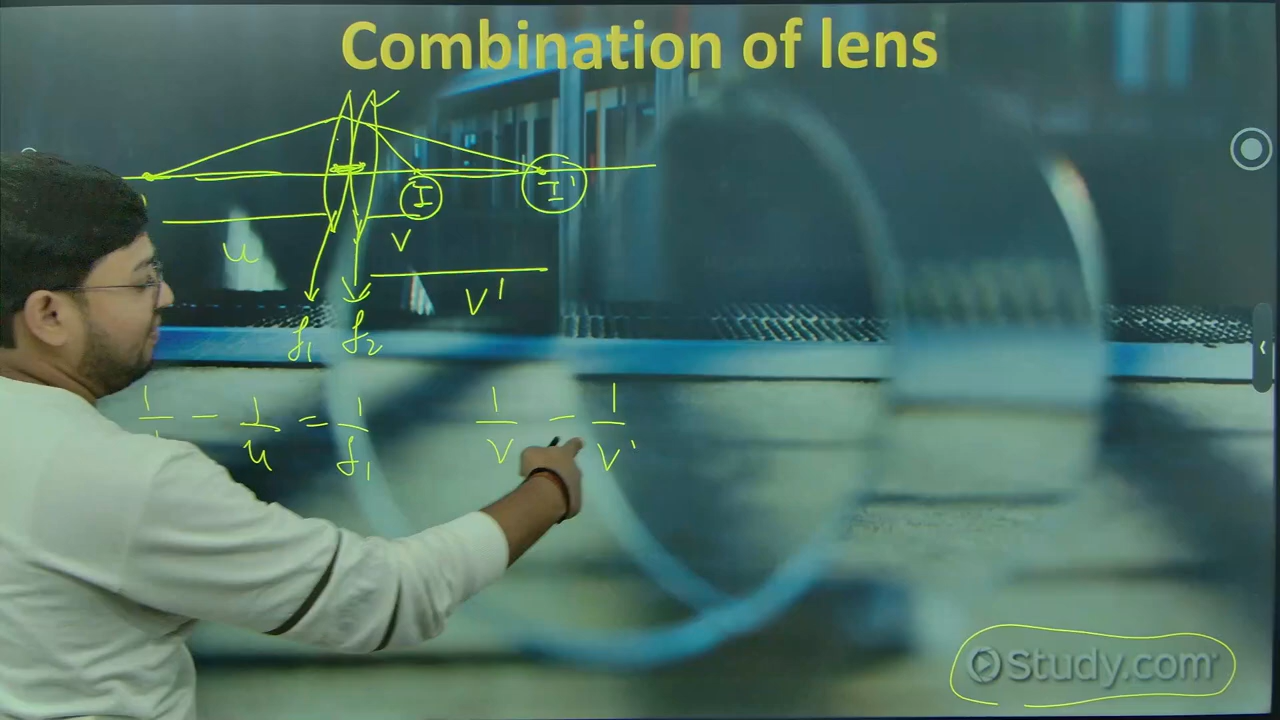 Combination of lens
I I'
u v
v'
f₁ f₂
1/ - 1/u = 1/f₁ 1/v - 1/v'
Study.com